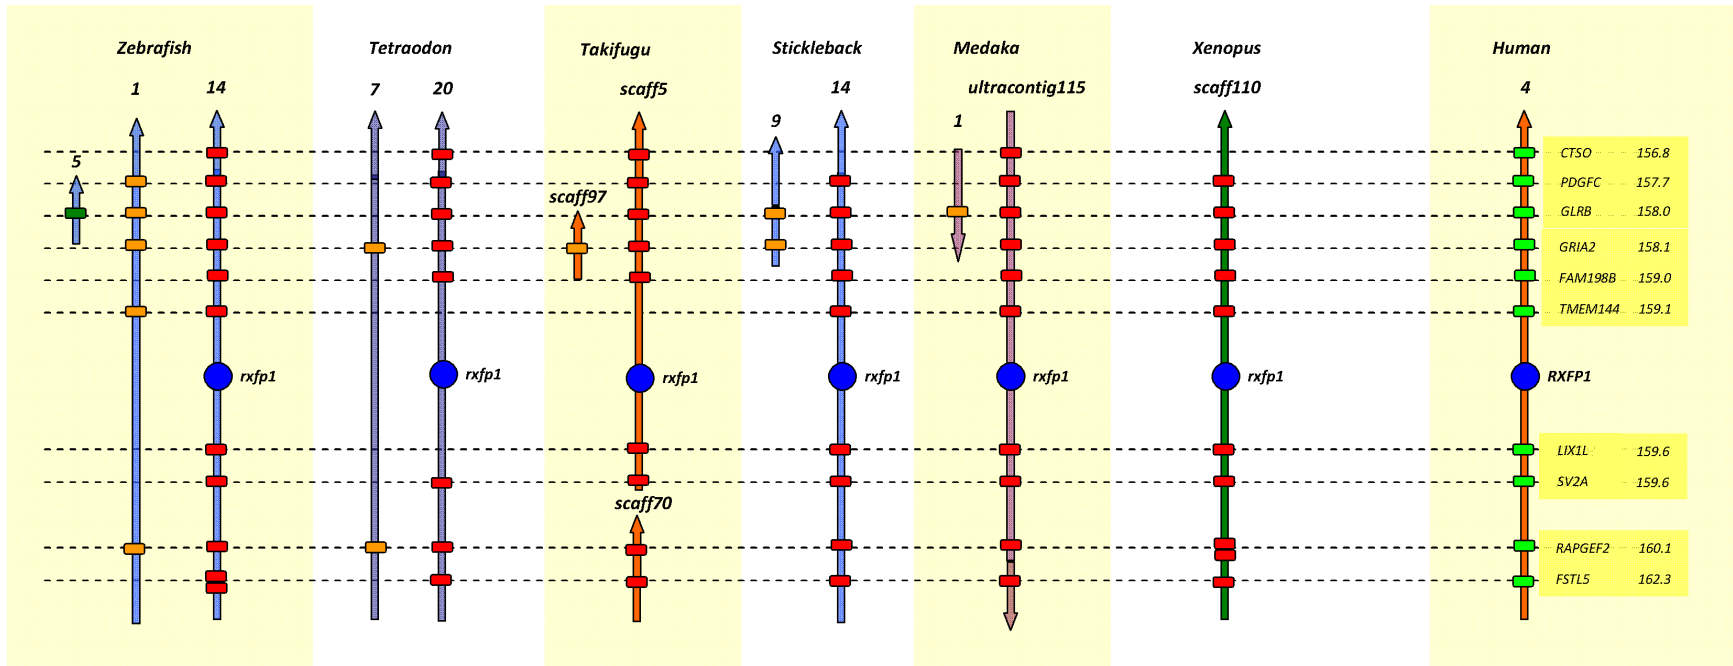 Zebrafish Tetraodon Takifugu Stickleback Medaka Xenopus Human
1 14 7 20 scaff5 14 ultracontig115 scaff110 4
9 1
5
CTSO 156.8
PDGFC 157.7
scaff97
GLRB 158.0
GRIA2 158.1
FAM198B 159.0
TMEM144 159.1
rxfp1 rxfp1 rxfp1 rxfp1 rxfp1 rxfp1 RXFP1
LIX1L 159.6
SV2A 159.6
scaff70
RAPGEF2 160.1
FSTL5 162.3